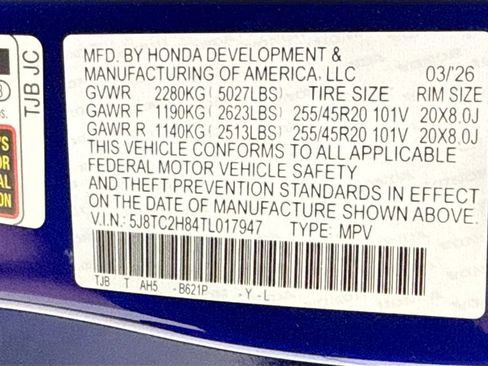 MFD. BY HONDA DEVELOPMENT &
MANUFACTURING OF AMERICA, LLC 03/'26
GVWR 2280KG ( 5027LBS) TIRE SIZE RIM SIZE
GAWR F 1190KG ( 2623LBS) 255/45R20 101V 20X8.0J
GAWR R 1140KG ( 2513LBS) 255/45R20 101V 20X8.0J
THIS VEHICLE CONFORMS TO ALL APPLICABLE
FEDERAL MOTOR VEHICLE SAFETY
AND THEFT PREVENTION STANDARDS IN EFFECT
ON THE DATE OF MANUFACTURE SHOWN ABOVE.
V.I.N.: 5J8TC2H84TL017947 TYPE: MPV
TJB T AH5 - B621P - Y - L
TJB JC